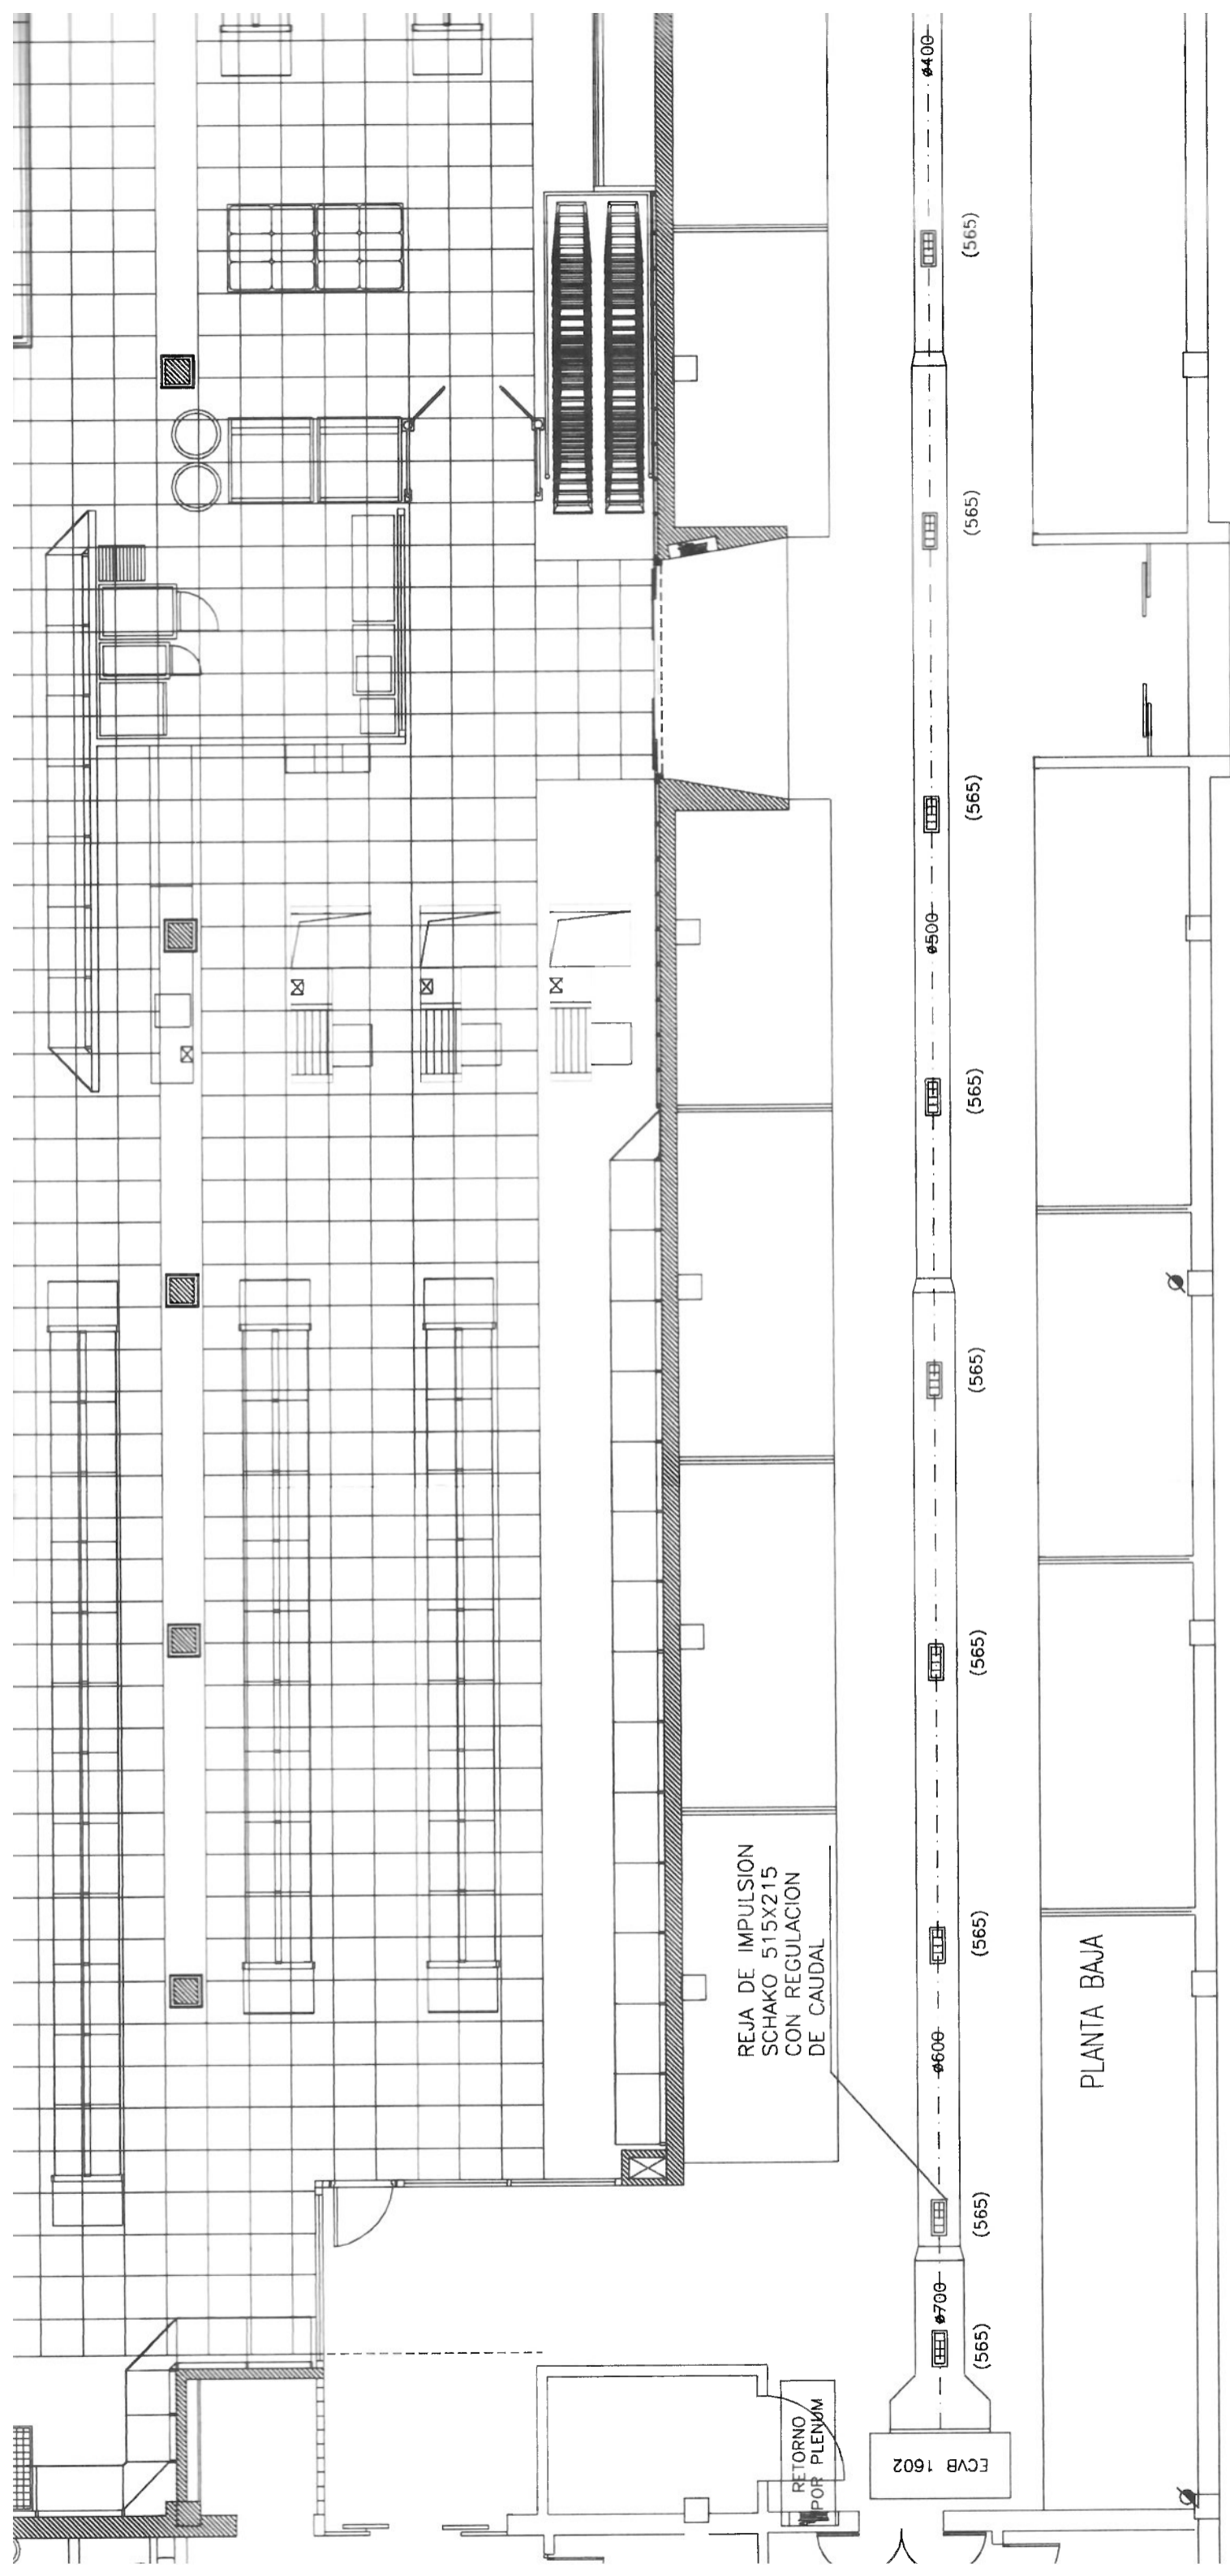 ø400
(565)
(565)
(565)
ø500
(565)
(565)
(565)
REJA DE IMPULSION
SCHAKO 515X215
CON REGULACION
DE CAUDAL
(565)
PLANTA BAJA
ø600
(565)
ø700
(565)
RETORNO
POR PLENUM
ECVB 1602